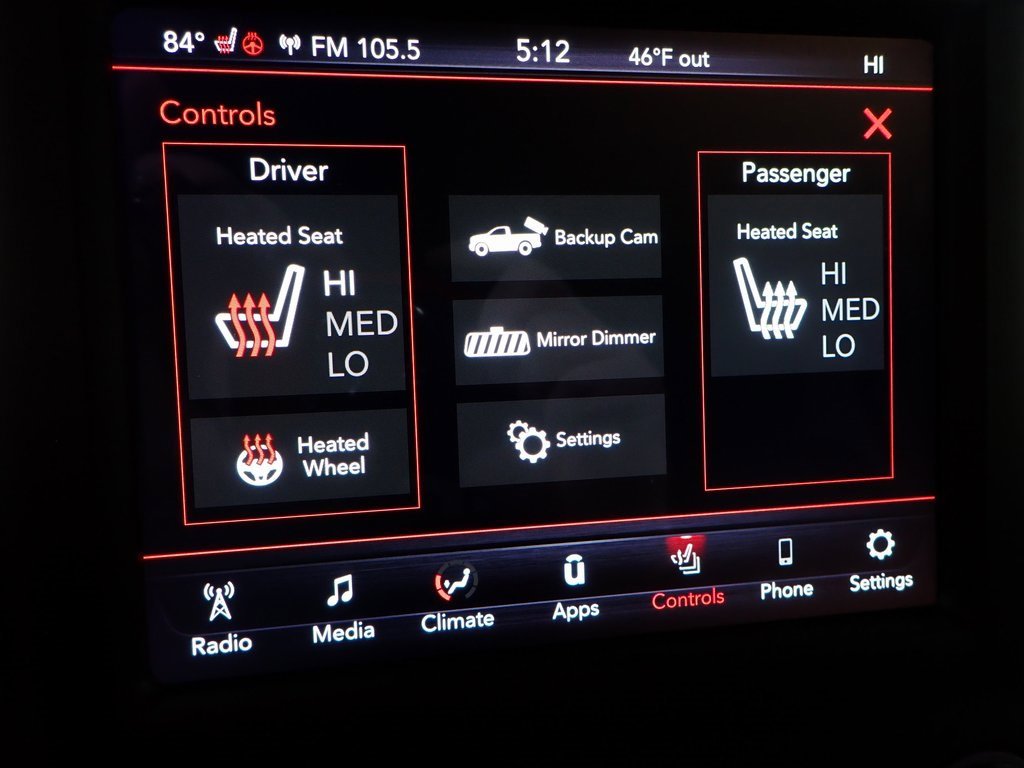 84° FM 105.5 5:12 46°F out HI
Controls
Driver
Heated Seat
HI
MED
LO
Heated
Wheel
Backup Cam
Mirror Dimmer
Settings
Passenger
Heated Seat
HI
MED
LO
Radio Media Climate Apps Controls Phone Settings